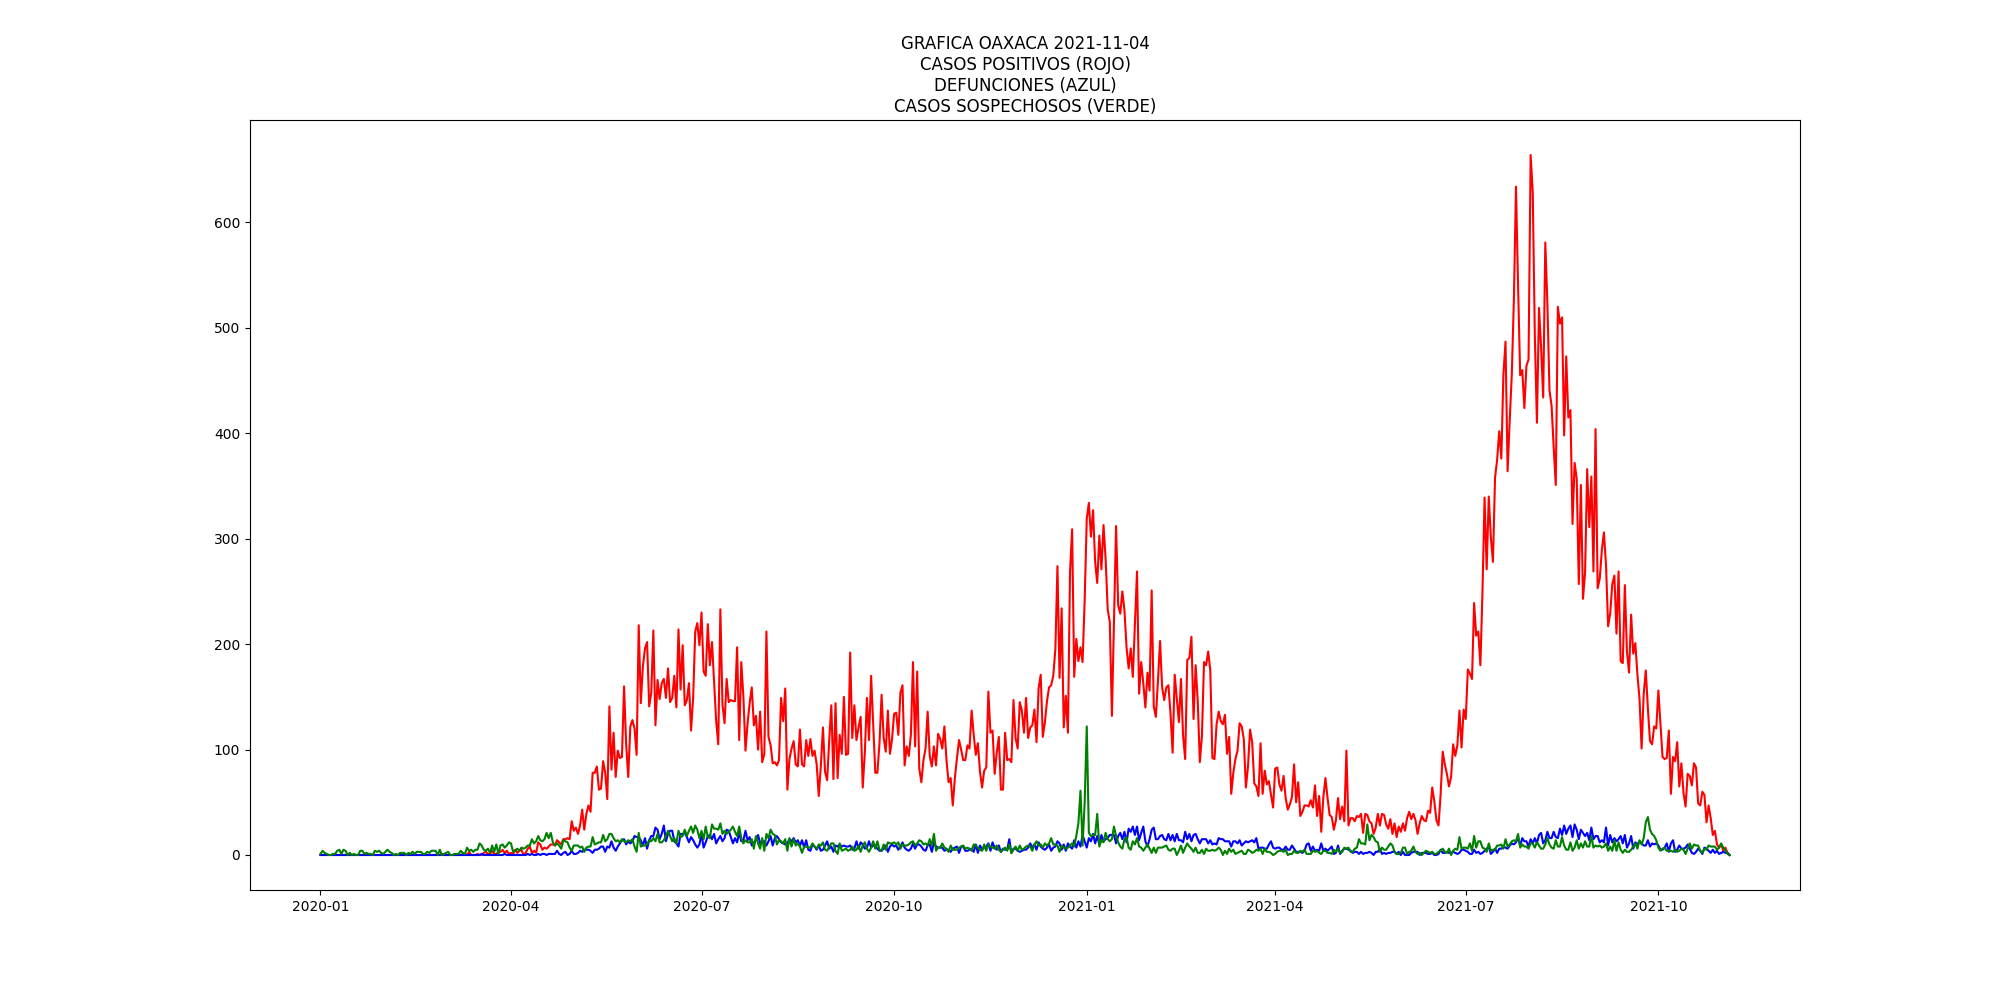 GRAFICA OAXACA 2021-11-04
CASOS POSITIVOS (ROJO)
DEFUNCIONES (AZUL)
CASOS SOSPECHOSOS (VERDE)
600
500
400
300
200
100
0
2020-01 2020-04 2020-07 2020-10 2021-01 2021-04 2021-07 2021-10